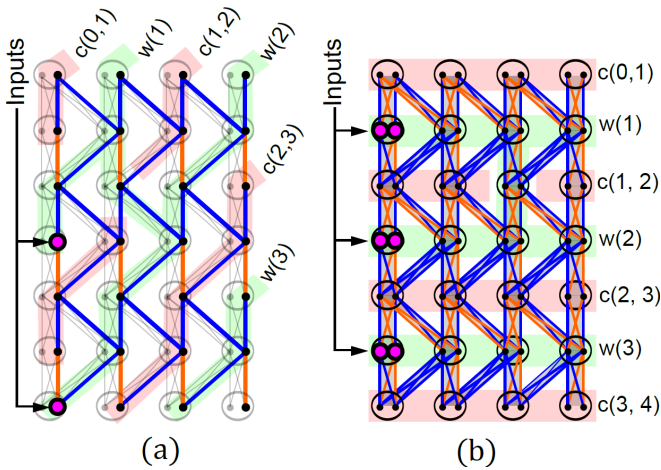 Inputs
c(0,1)
w(1)
c(1,2)
w(2)
c(2,3)
w(3)
(a)
Inputs
c(0,1)
w(1)
c(1, 2)
w(2)
c(2, 3)
w(3)
c(3, 4)
(b)